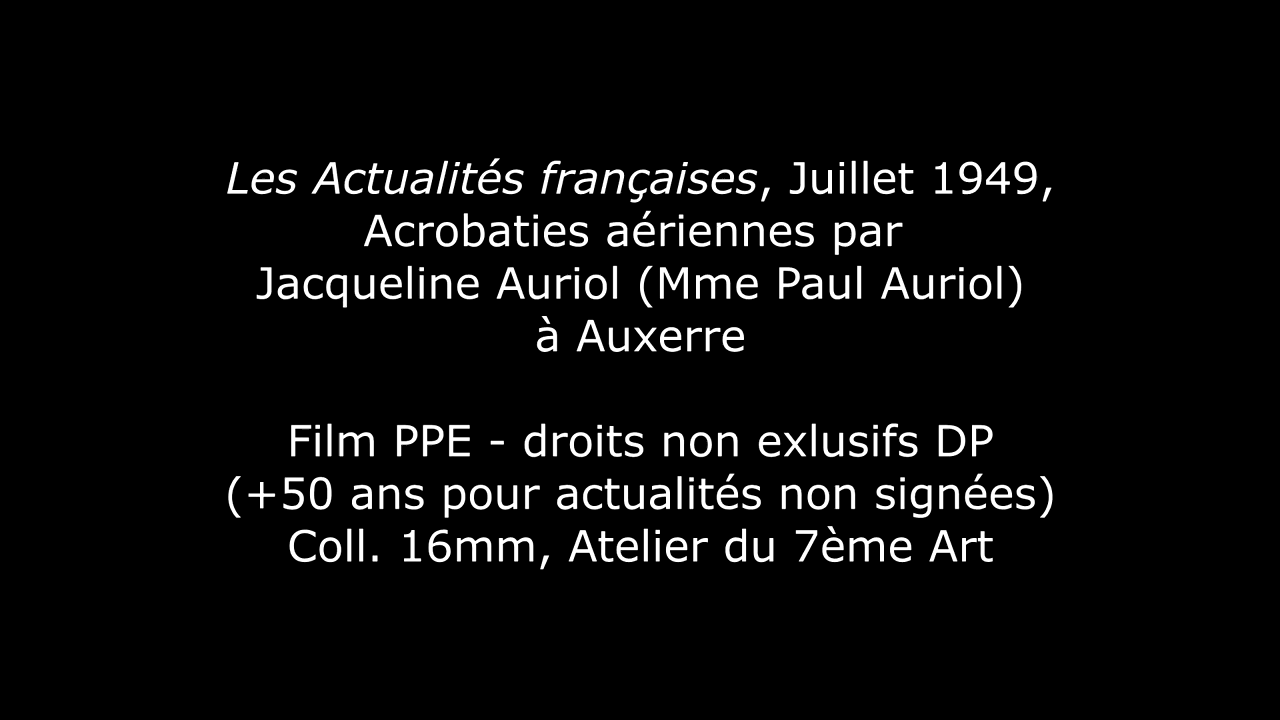 Les Actualités françaises, Juillet 1949,
Acrobaties aériennes par
Jacqueline Auriol (Mme Paul Auriol)
à Auxerre
Film PPE - droits non exlusifs DP
(+50 ans pour actualités non signées)
Coll. 16mm, Atelier du 7ème Art